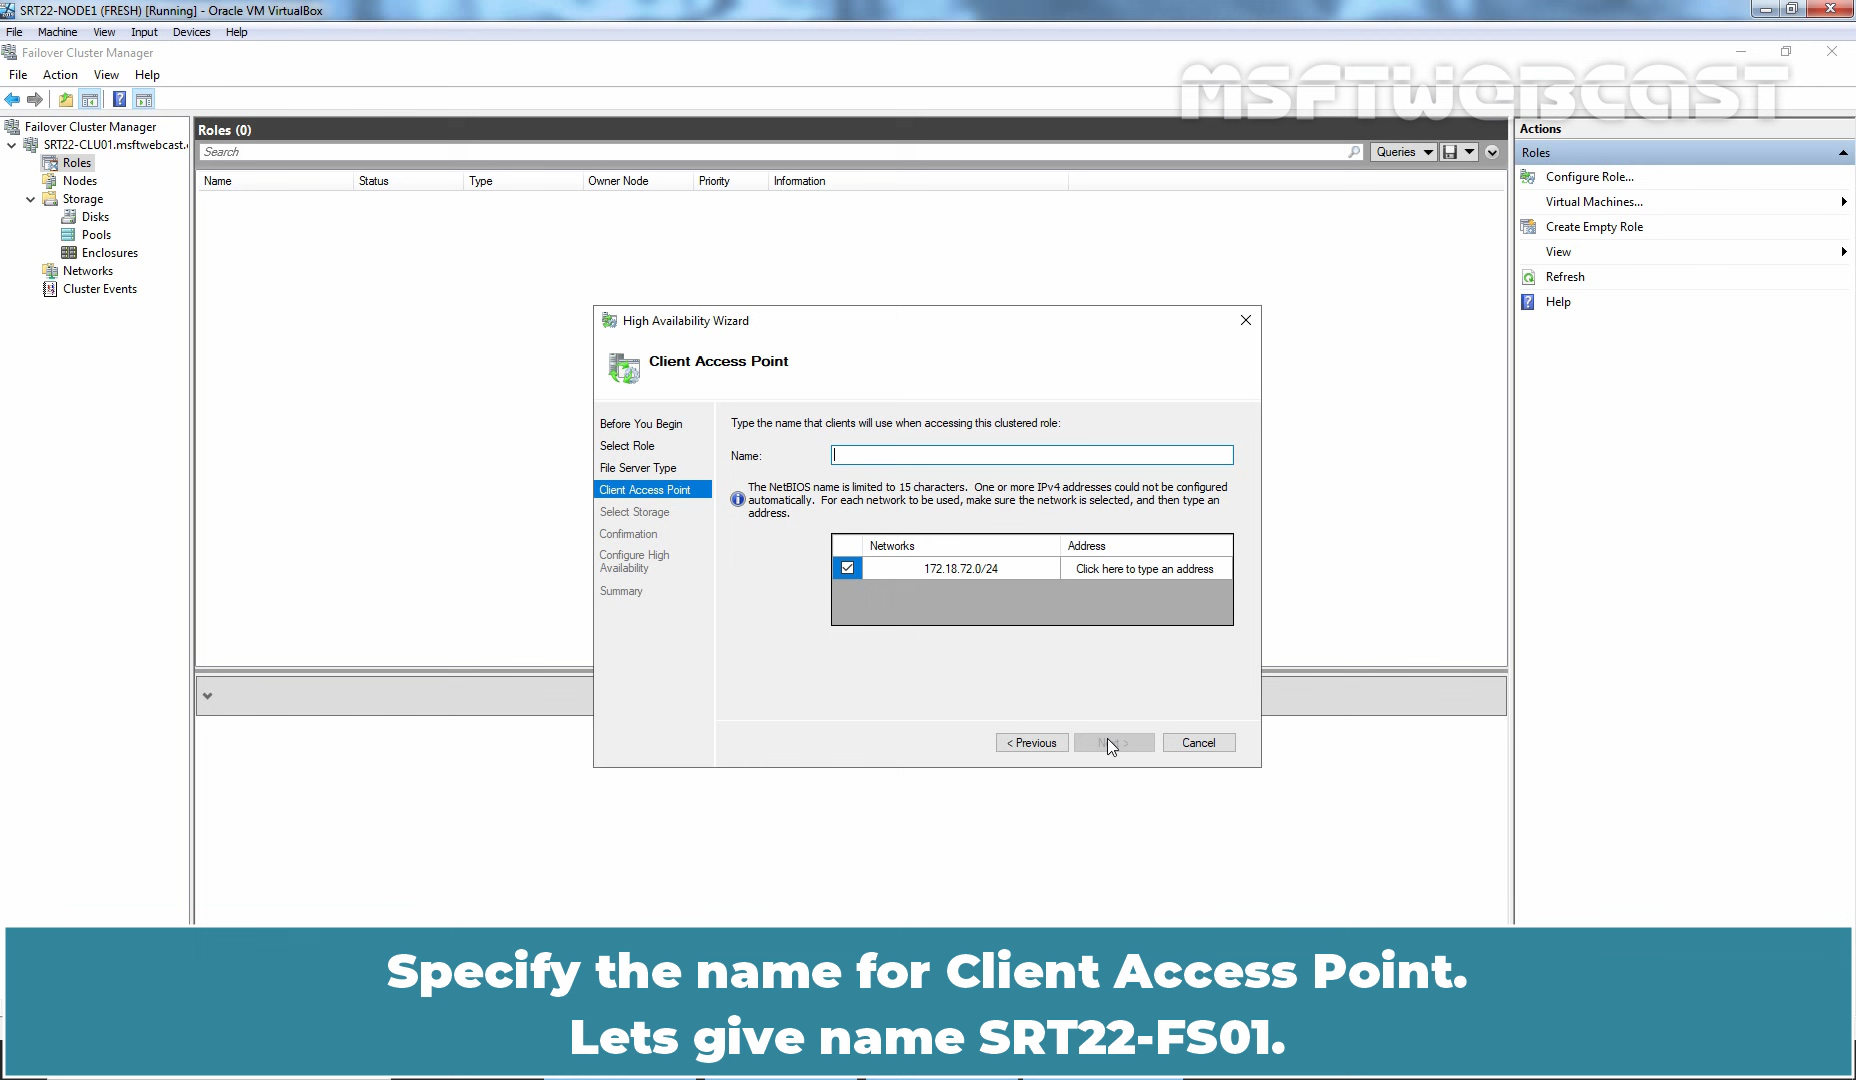 SRT22-NODE1 (FRESH) [Running] - Oracle VM VirtualBox
File Machine View Input Devices Help
Failover Cluster Manager
File Action View Help
MSFTWEBCAST
Failover Cluster Manager
SRT22-CLU01.msftwebcast.
Roles
Nodes
Storage
Disks
Pools
Enclosures
Networks
Cluster Events
Roles (0)
Search
Queries
Name Status Type Owner Node Priority Information
Actions
Roles
Configure Role...
Virtual Machines...
Create Empty Role
View
Refresh
Help
High Availability Wizard
Client Access Point
Before You Begin
Select Role
File Server Type
Client Access Point
Select Storage
Confirmation
Configure High
Availability
Summary
Type the name that clients will use when accessing this clustered role:
Name:
The NetBIOS name is limited to 15 characters. One or more IPv4 addresses could not be configured
automatically. For each network to be used, make sure the network is selected, and then type an
address.
Networks Address
172.18.72.0/24 Click here to type an address
< Previous Next > Cancel
Specify the name for Client Access Point.
Lets give name SRT22-FS01.